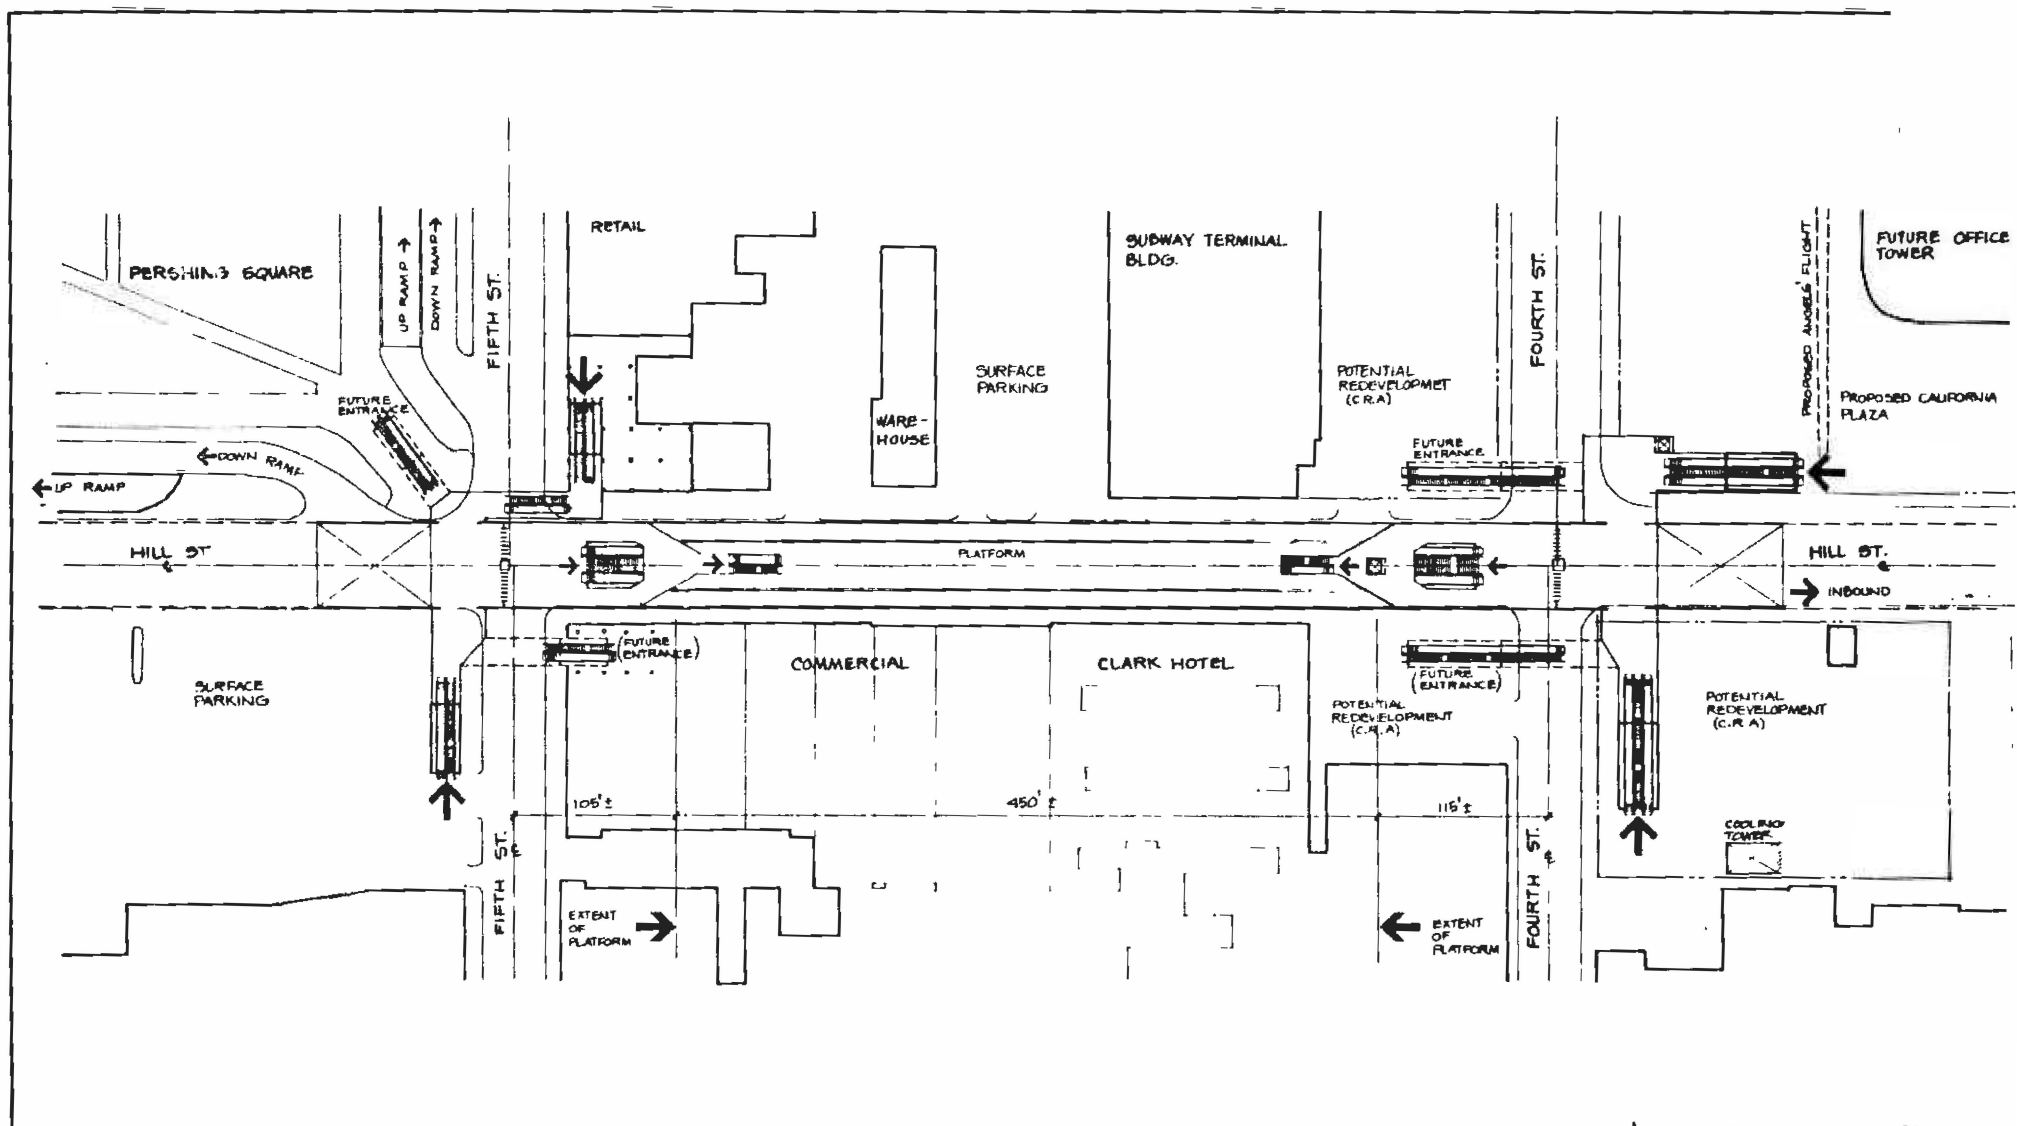 RETAIL
SUBWAY TERMINAL
BLDG.
FUTURE OFFICE
TOWER
PERSHING SQUARE
UP RAMP →
DOWN RAMP →
FIFTH ST.
FOURTH ST.
PROPOSED ANGELS' FLIGHT
SURFACE
PARKING
POTENTIAL
REDEVELOPMET
(C.R.A)
PROPOSED CALIFORNIA
PLAZA
FUTURE
ENTRANCE
WARE-
HOUSE
FUTURE
ENTRANCE
← DOWN RAMP
← UP RAMP
HILL ST
PLATFORM
HILL ST.
INBOUND
(FUTURE
ENTRANCE)
COMMERCIAL
CLARK HOTEL
(FUTURE
ENTRANCE)
SURFACE
PARKING
POTENTIAL
REDEVELOPMENT
(C.R.A)
POTENTIAL
REDEVELOPMENT
(C.R.A)
105'±
450'±
115'±
COOLING
TOWER
FIFTH ST.
FOURTH ST.
EXTENT
OF
PLATFORM
EXTENT
OF
PLATFORM